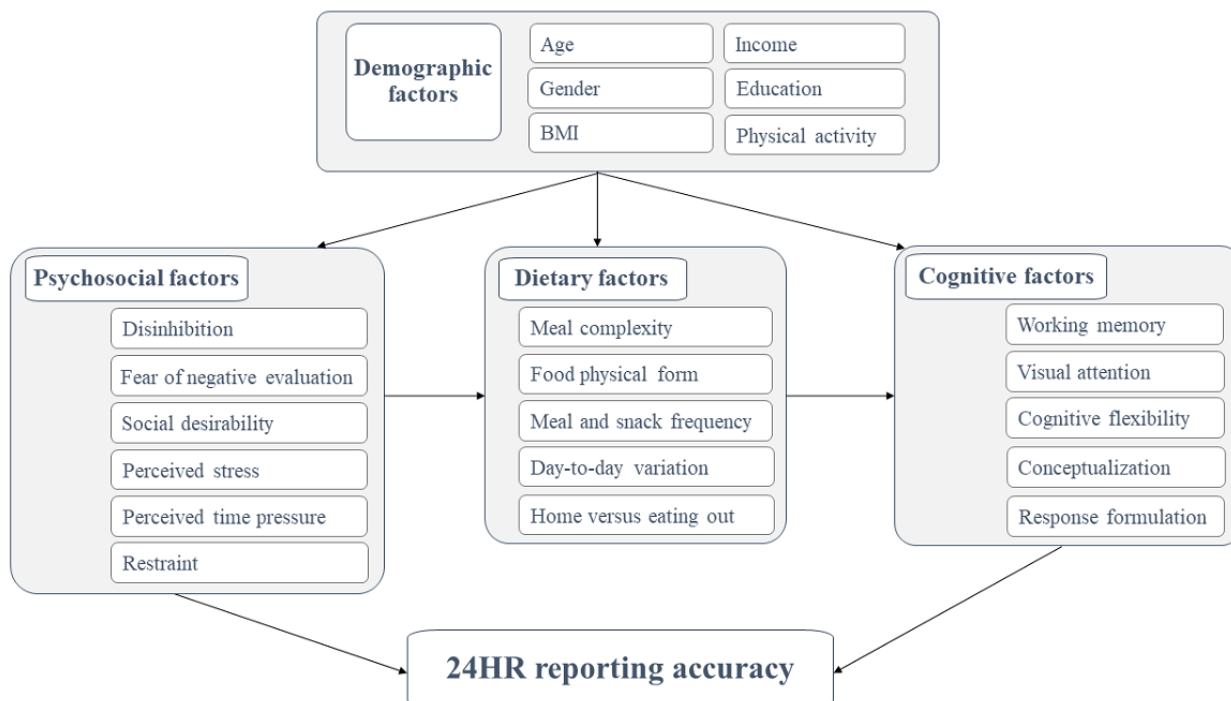 Demographic
factors
Age
Income
Gender
Education
BMI
Physical activity
Psychosocial factors
Disinhibition
Fear of negative evaluation
Social desirability
Perceived stress
Perceived time pressure
Restraint
Dietary factors
Meal complexity
Food physical form
Meal and snack frequency
Day-to-day variation
Home versus eating out
Cognitive factors
Working memory
Visual attention
Cognitive flexibility
Conceptualization
Response formulation
24HR reporting accuracy